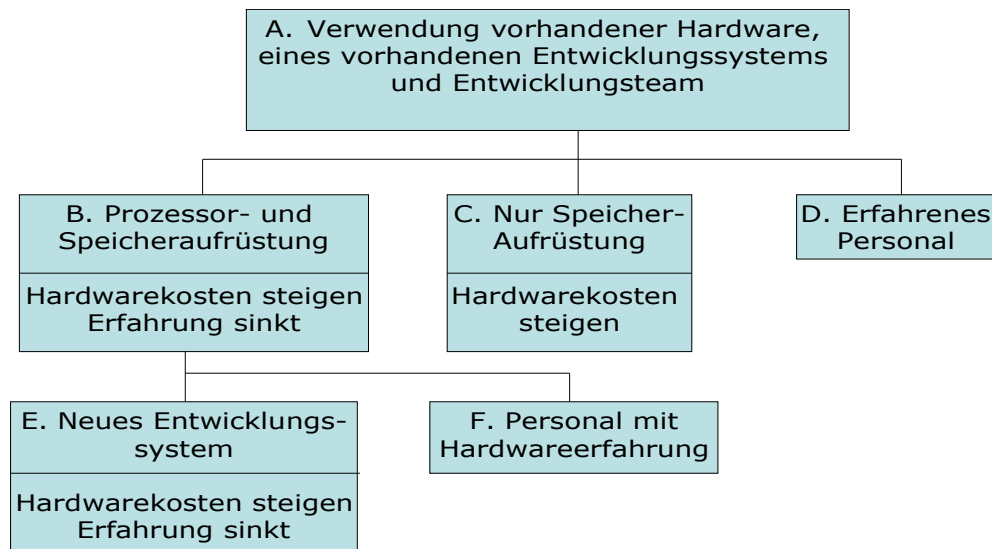 A. Verwendung vorhandener Hardware,
eines vorhandenen Entwicklungssystems
und Entwicklungsteam
B. Prozessor- und
Speicheraufrüstung
Hardwarekosten steigen
Erfahrung sinkt
C. Nur Speicher-
Aufrüstung
Hardwarekosten
steigen
D. Erfahrenes
Personal
E. Neues Entwicklungs-
system
Hardwarekosten steigen
Erfahrung sinkt
F. Personal mit
Hardwareerfahrung